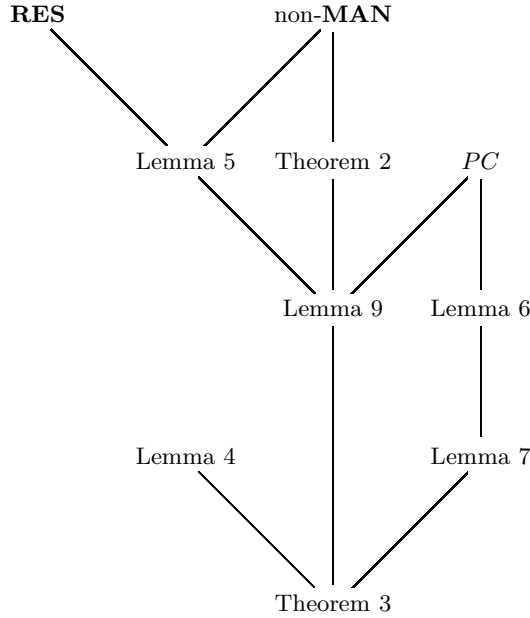 RES non-MAN
Lemma 5 Theorem 2 PC
Lemma 9 Lemma 6
Lemma 4 Lemma 7
Theorem 3